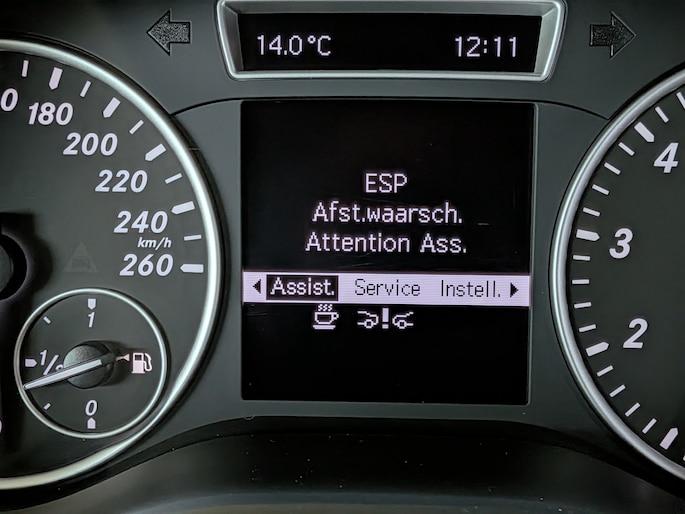 14.0°C 12:11
180
200
220
240
km/h
260
ESP
Afst.waarsch.
Attention Ass.
Assist. Service Instell.
1
1/2
0
4
3
2